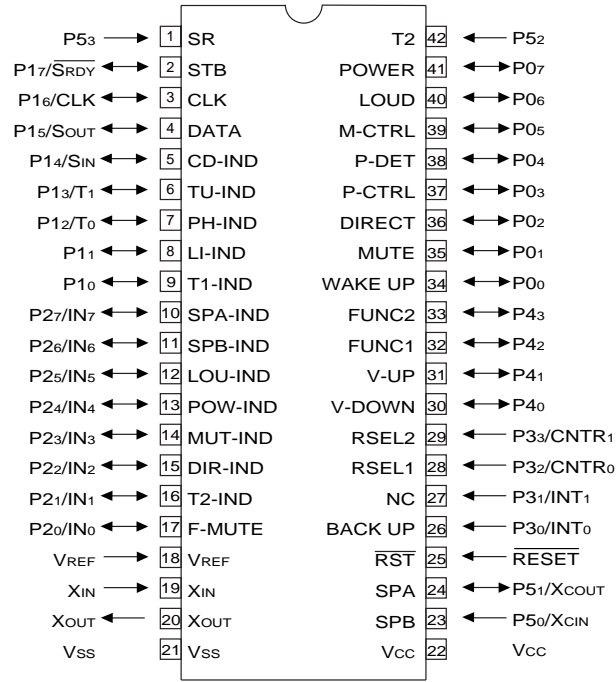 P5₃ 1 SR T2 42 P5₂
P1₇/S̅R̅D̅Y̅ 2 STB POWER 41 P0₇
P1₆/CLK 3 CLK LOUD 40 P0₆
P1₅/SOUT 4 DATA M-CTRL 39 P0₅
P1₄/SIN 5 CD-IND P-DET 38 P0₄
P1₃/T₁ 6 TU-IND P-CTRL 37 P0₃
P1₂/T₀ 7 PH-IND DIRECT 36 P0₂
P1₁ 8 LI-IND MUTE 35 P0₁
P1₀ 9 T1-IND WAKE UP 34 P0₀
P2₇/IN₇ 10 SPA-IND FUNC2 33 P4₃
P2₆/IN₆ 11 SPB-IND FUNC1 32 P4₂
P2₅/IN₅ 12 LOU-IND V-UP 31 P4₁
P2₄/IN₄ 13 POW-IND V-DOWN 30 P4₀
P2₃/IN₃ 14 MUT-IND RSEL2 29 P3₃/CNTR₁
P2₂/IN₂ 15 DIR-IND RSEL1 28 P3₂/CNTR₀
P2₁/IN₁ 16 T2-IND NC 27 P3₁/INT₁
P2₀/IN₀ 17 F-MUTE BACK UP 26 P3₀/INT₀
VREF 18 VREF R̅S̅T̅ 25 R̅E̅S̅E̅T̅
XIN 19 XIN SPA 24 P5₁/XCOUT
XOUT 20 XOUT SPB 23 P5₀/XCIN
VSS 21 VSS VCC 22 VCC